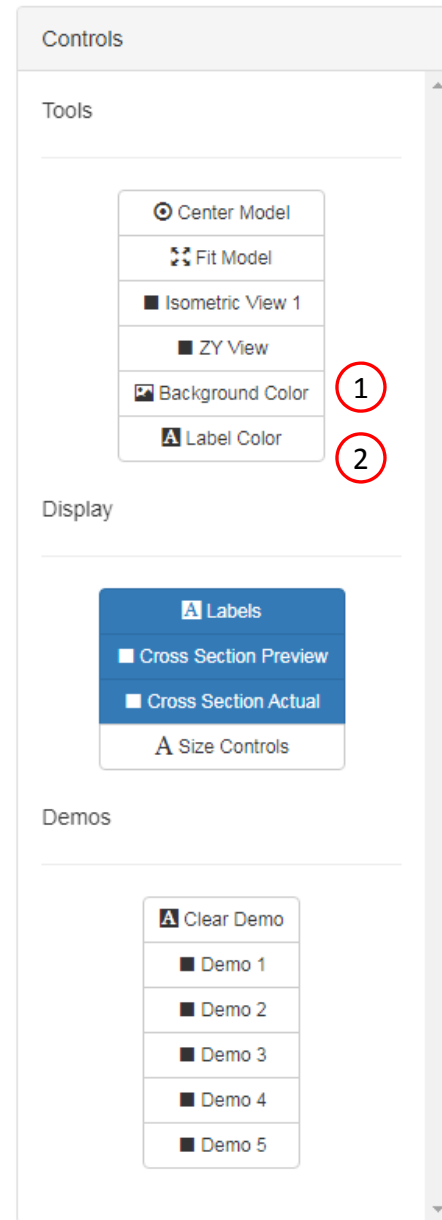 Controls
Tools
Center Model
Fit Model
Isometric View 1
ZY View
Background Color
1
A Label Color
2
Display
A Labels
Cross Section Preview
Cross Section Actual
A Size Controls
Demos
A Clear Demo
Demo 1
Demo 2
Demo 3
Demo 4
Demo 5